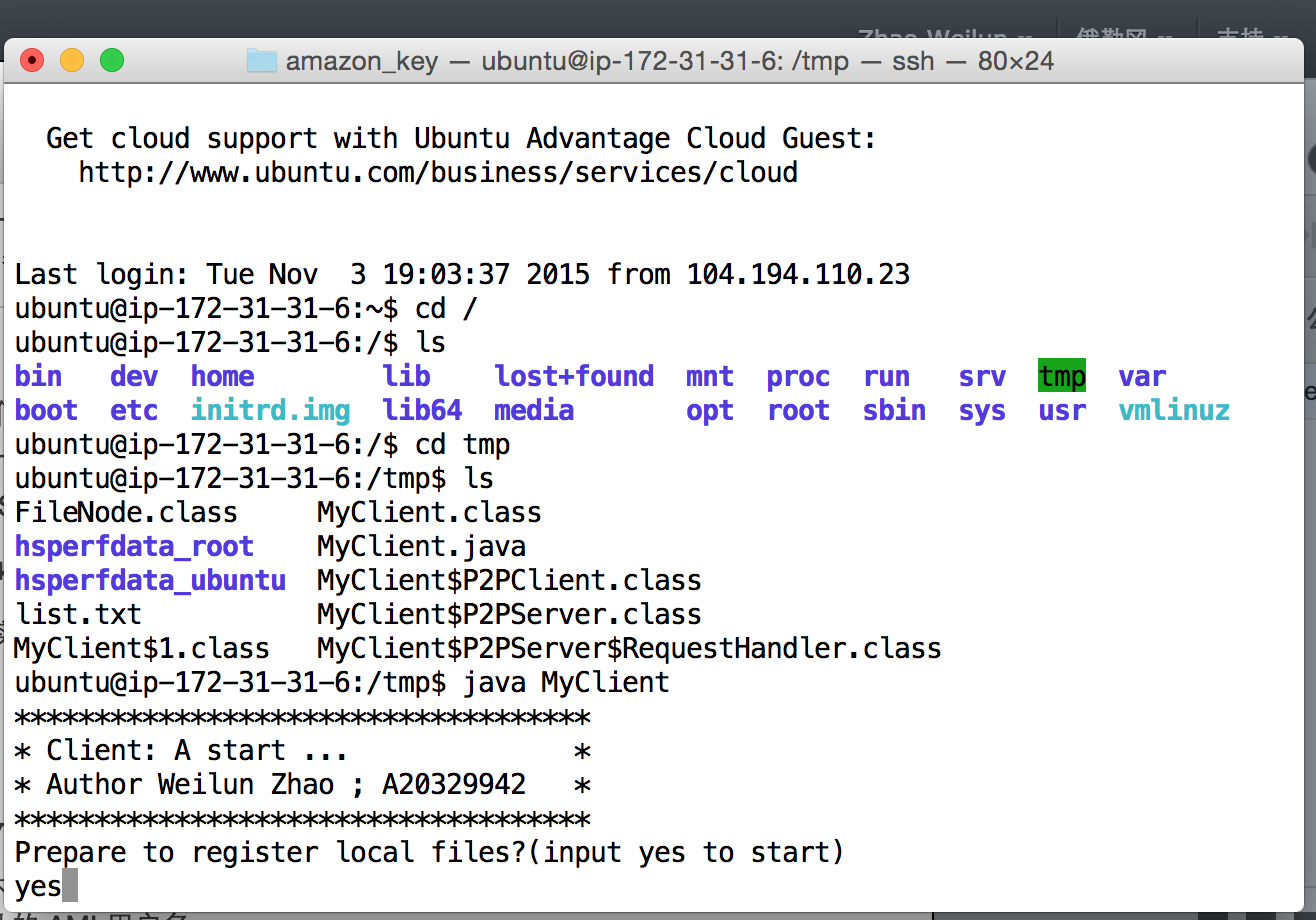 Zhao Weilun
支持
amazon_key — ubuntu@ip-172-31-31-6: /tmp — ssh — 80×24
Get cloud support with Ubuntu Advantage Cloud Guest:
http://www.ubuntu.com/business/services/cloud
Last login: Tue Nov  3 19:03:37 2015 from 104.194.110.23
ubuntu@ip-172-31-31-6:~$ cd /
ubuntu@ip-172-31-31-6:/$ ls
bin   dev  home        lib    lost+found  mnt  proc  run   srv  tmp  var
boot  etc  initrd.img  lib64  media       opt  root  sbin  sys  usr  vmlinuz
ubuntu@ip-172-31-31-6:/$ cd tmp
ubuntu@ip-172-31-31-6:/tmp$ ls
FileNode.class     MyClient.class
hsperfdata_root    MyClient.java
hsperfdata_ubuntu  MyClient$P2PClient.class
list.txt           MyClient$P2PServer.class
MyClient$1.class   MyClient$P2PServer$RequestHandler.class
ubuntu@ip-172-31-31-6:/tmp$ java MyClient
************************************
* Client: A start ...              *
* Author Weilun Zhao ; A20329942   *
************************************
Prepare to register local files?(input yes to start)
yes